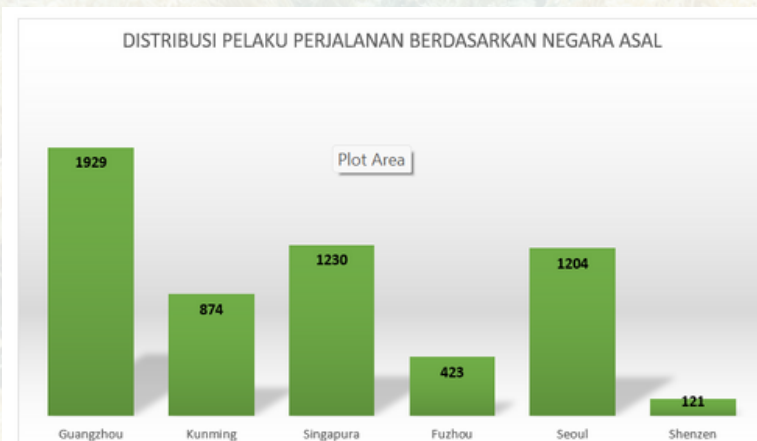 DISTRIBUSI PELAKU PERJALANAN BERDASARKAN NEGARA ASAL
Plot Area
1929
874
1230
423
1204
121
Guangzhou
Kunming
Singapura
Fuzhou
Seoul
Shenzen